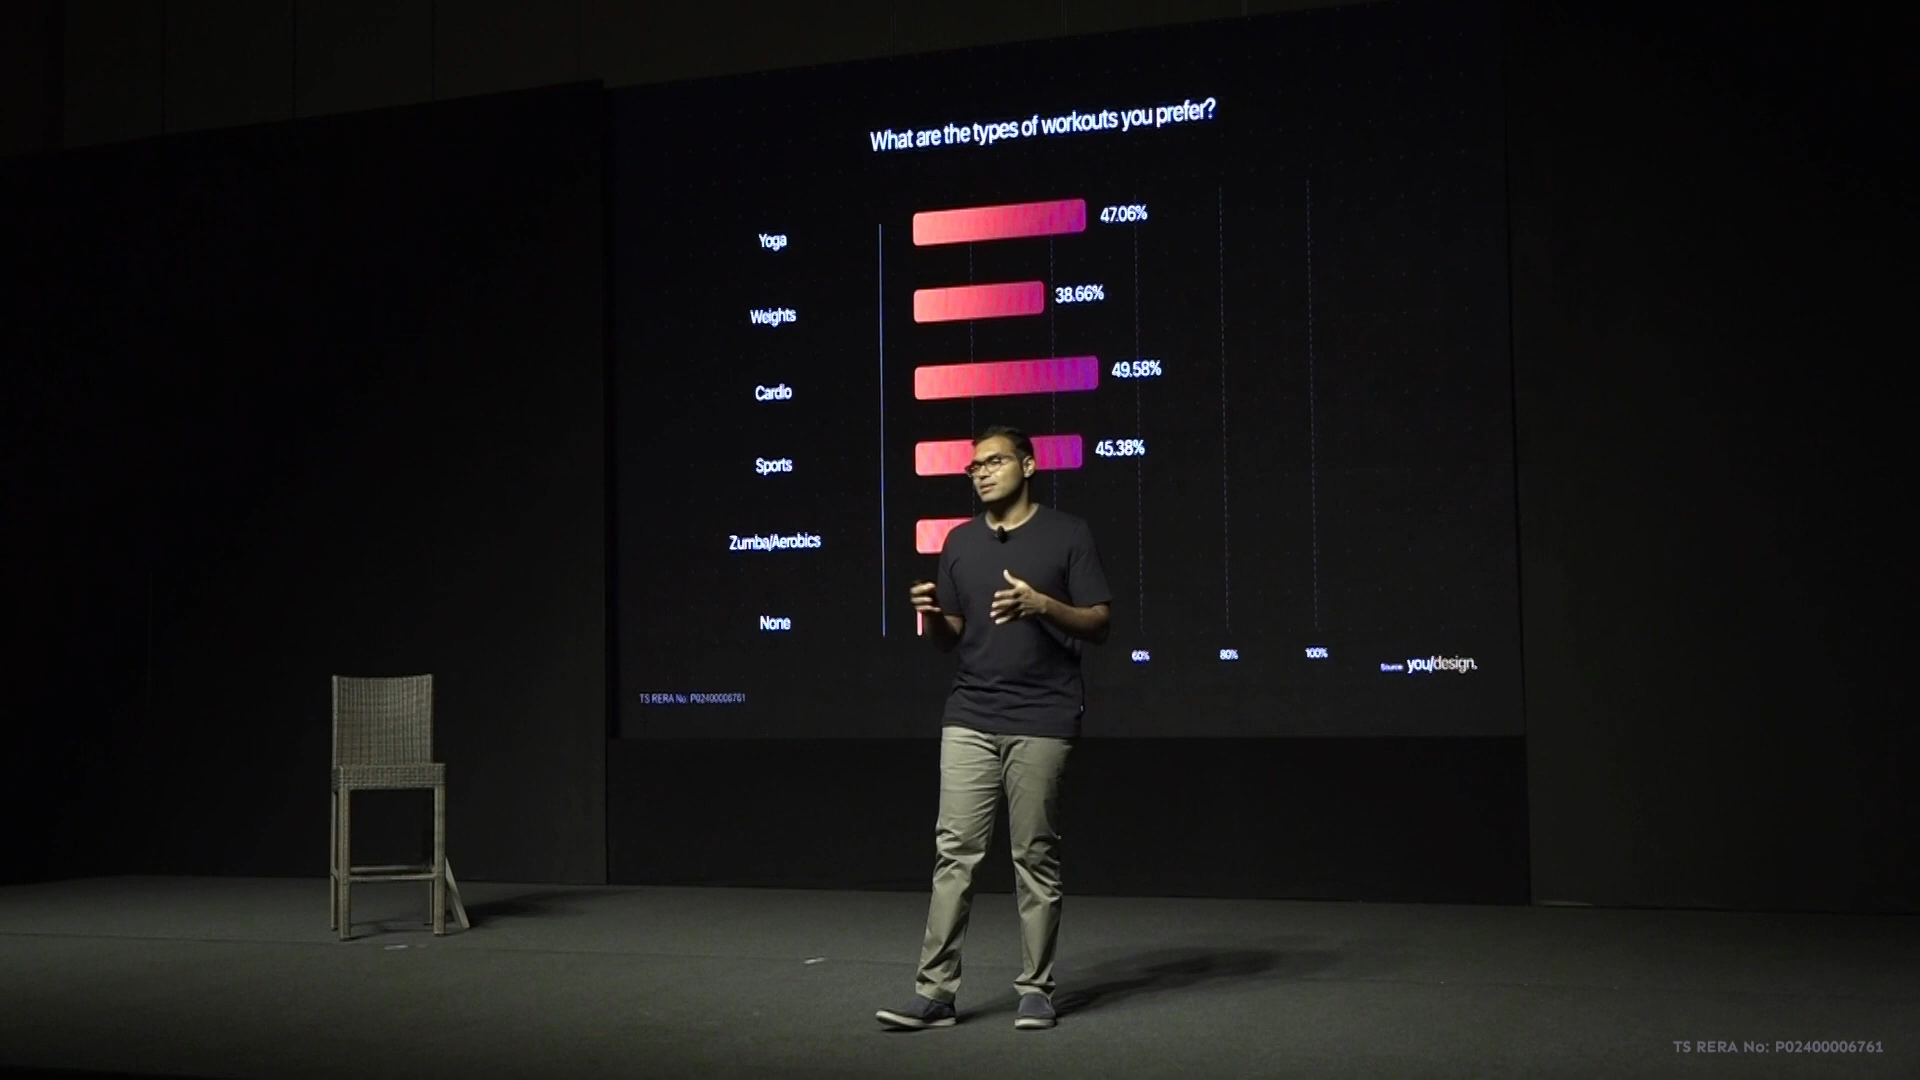 What are the types of workouts you prefer?
Yoga
47.06%
Weights
38.66%
Cardio
49.58%
Sports
45.38%
Zumba/Aerobics
None
60%
80%
100%
Source: you/design.
TS RERA No: P02400006761
TS RERA No: P02400006761